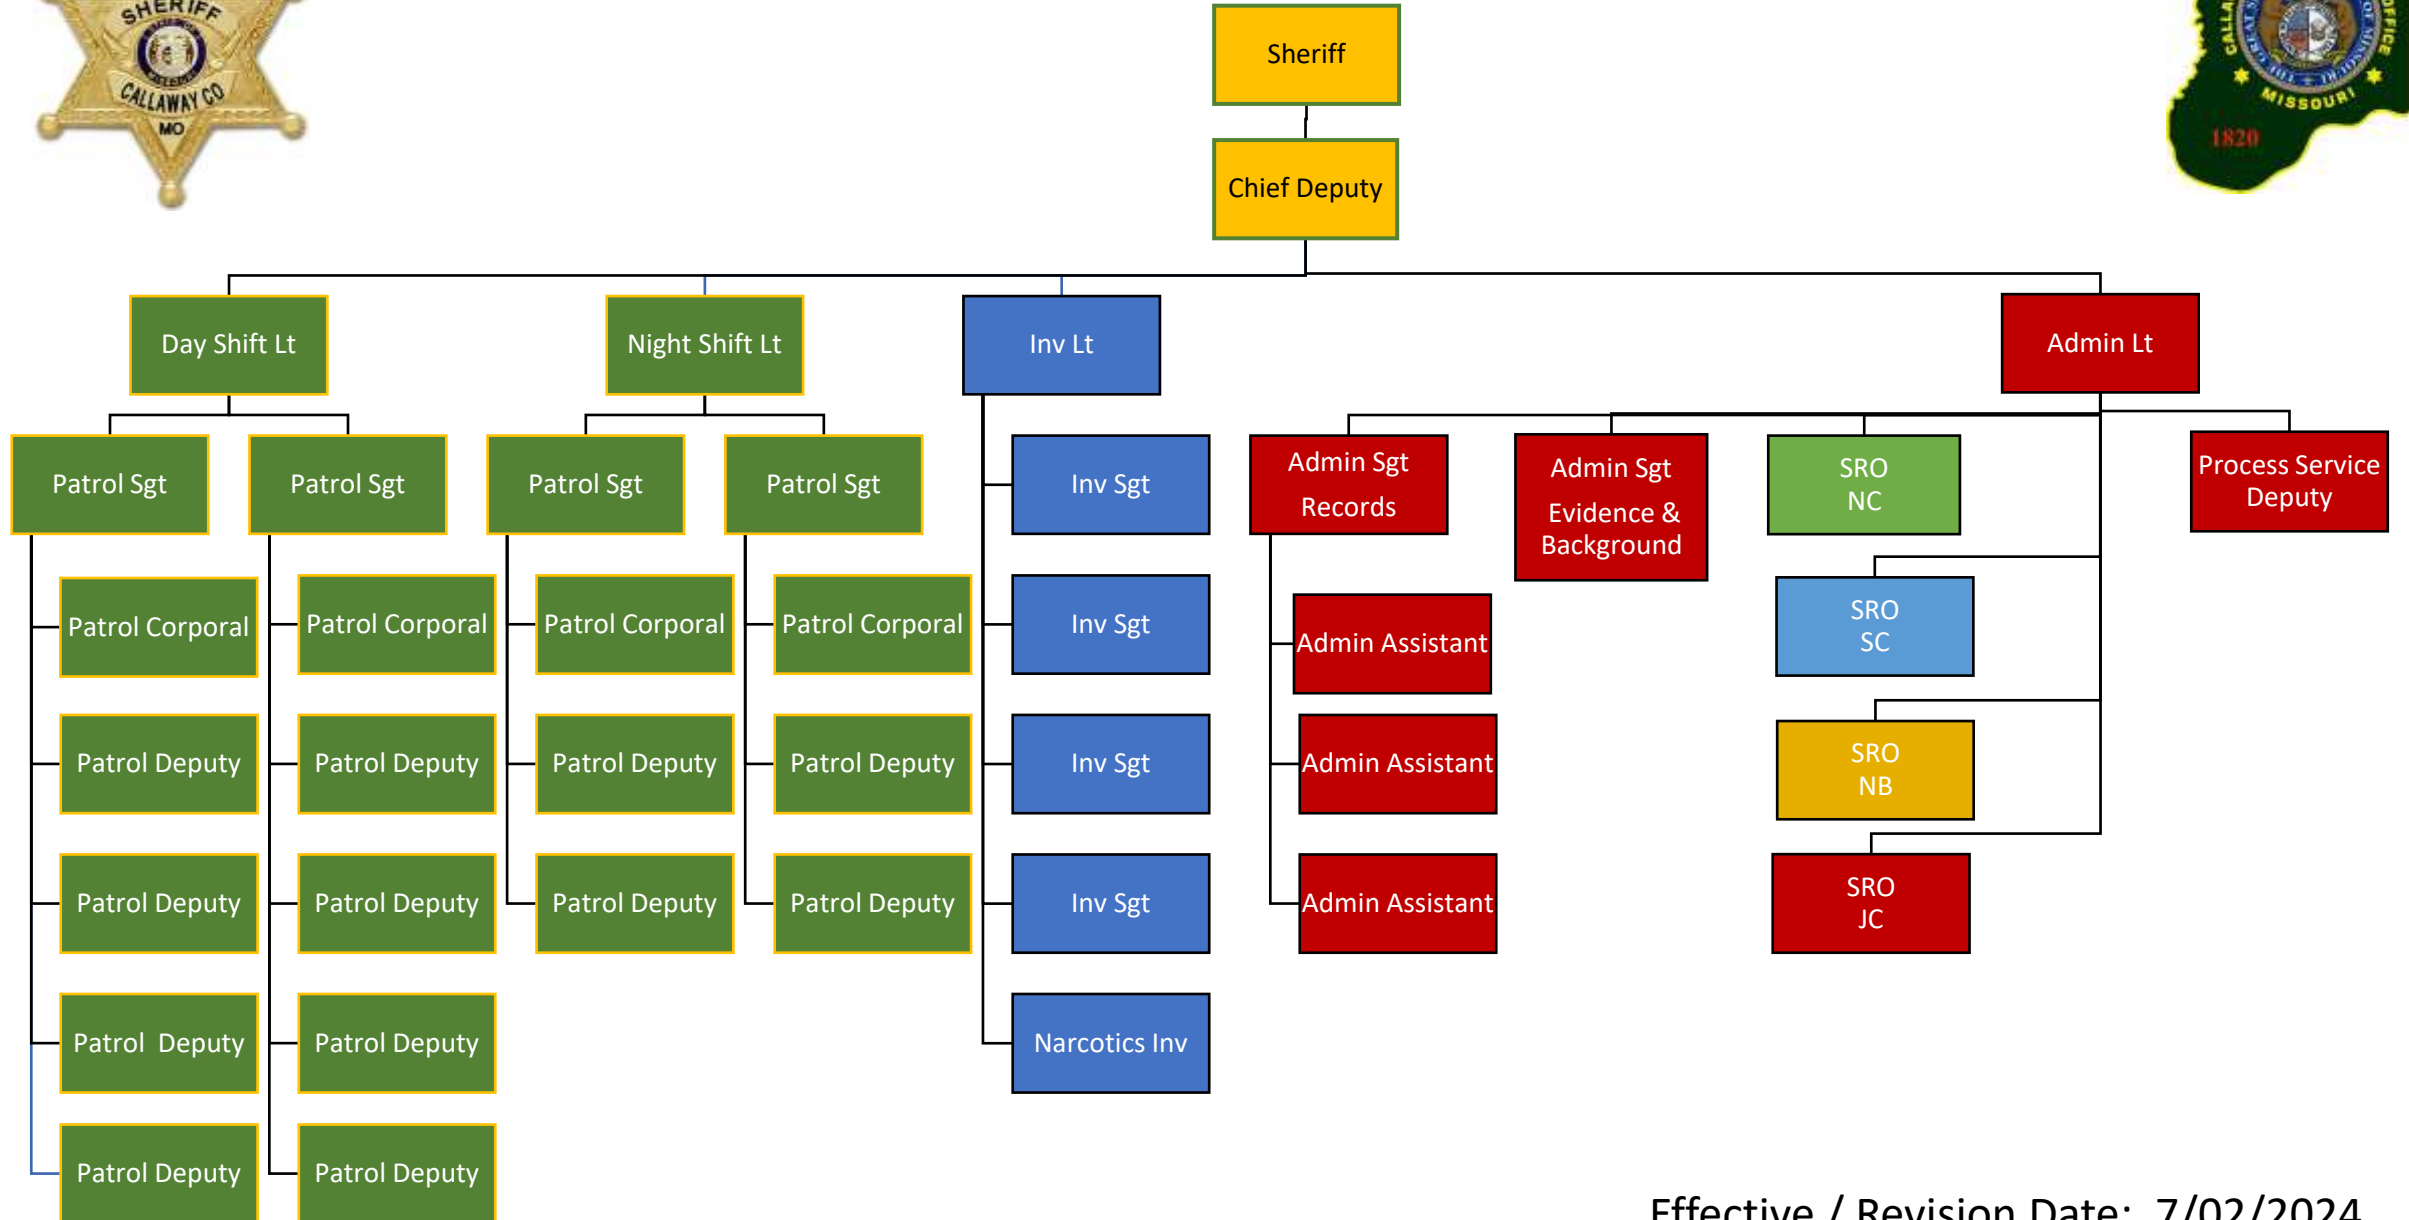 SHERIFF
CALLAWAY CO
MO
MISSOURI
1820
Sheriff
Chief Deputy
Day Shift Lt
Night Shift Lt
Inv Lt
Admin Lt
Patrol Sgt
Patrol Sgt
Patrol Sgt
Patrol Sgt
Inv Sgt
Admin Sgt
Records
Admin Sgt
Evidence &
Background
SRO
NC
Process Service
Deputy
Patrol Corporal
Patrol Corporal
Patrol Corporal
Patrol Corporal
Inv Sgt
Admin Assistant
SRO
SC
Patrol Deputy
Patrol Deputy
Patrol Deputy
Patrol Deputy
Inv Sgt
Admin Assistant
SRO
NB
Patrol Deputy
Patrol Deputy
Patrol Deputy
Patrol Deputy
Inv Sgt
Admin Assistant
SRO
JC
Patrol  Deputy
Patrol Deputy
Narcotics Inv
Patrol Deputy
Patrol Deputy
Effective / Revision Date:  7/02/2024